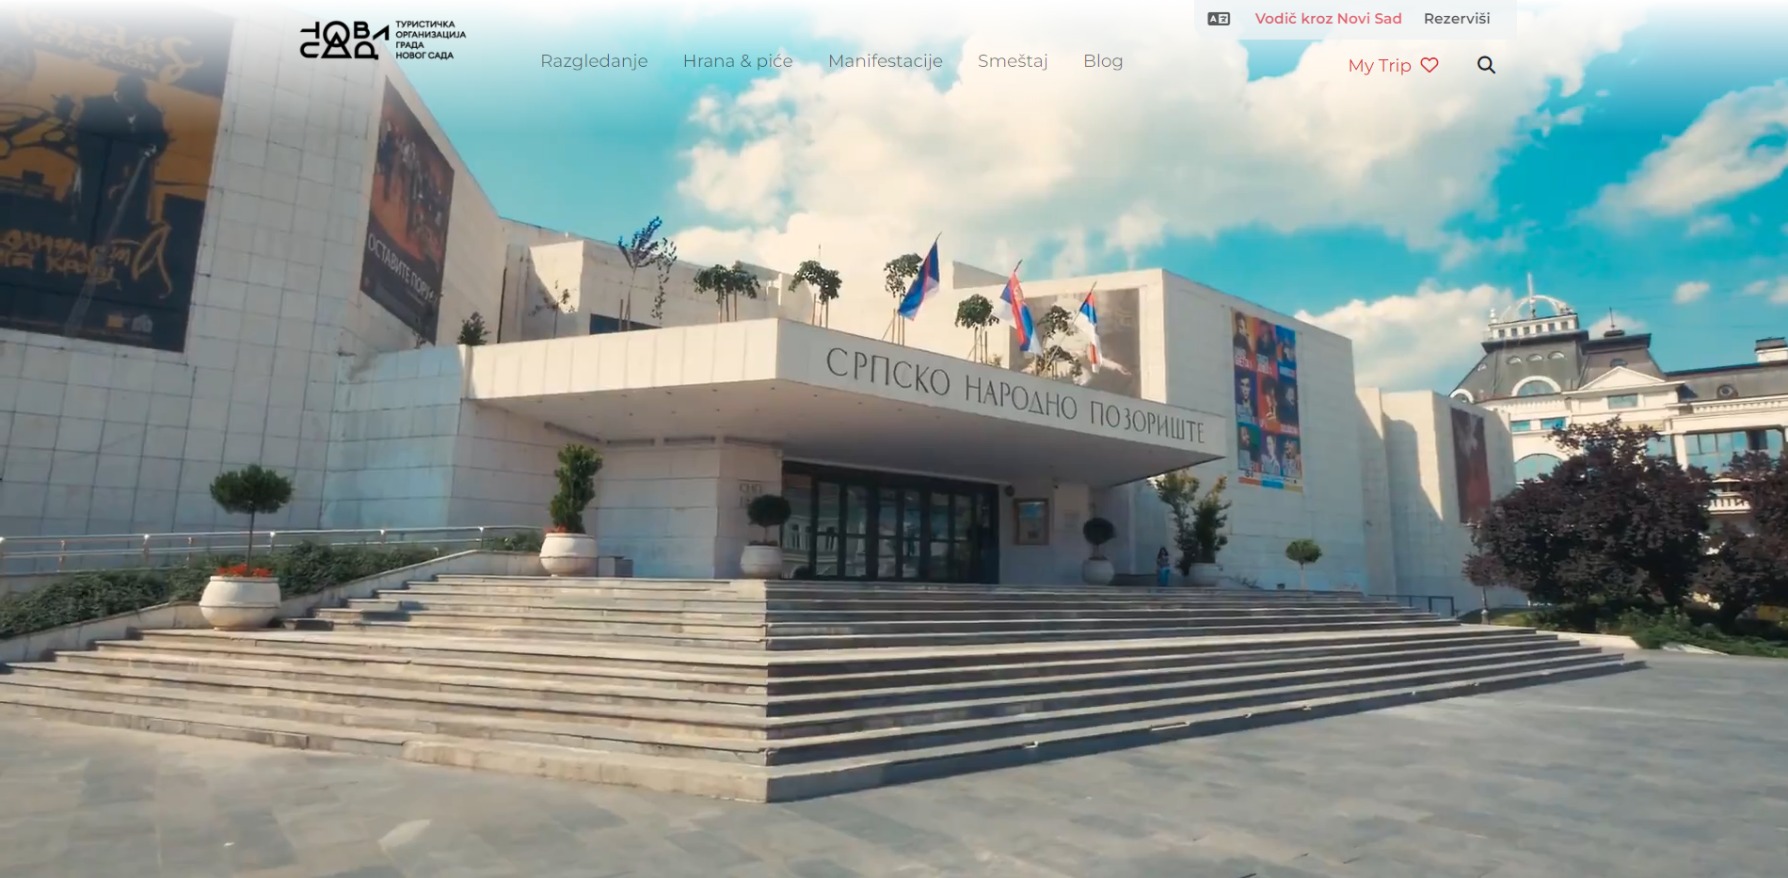 НОВИ
САД
ТУРИСТИЧКА
ОРГАНИЗАЦИЈА
ГРАДА
НОВОГ САДА
Razgledanje
Hrana & piće
Manifestacije
Smeštaj
Blog
Vodič kroz Novi Sad
Rezerviši
My Trip
ОСТАВИТЕ
СРПСКО НАРОДНО ПОЗОРИШТЕ